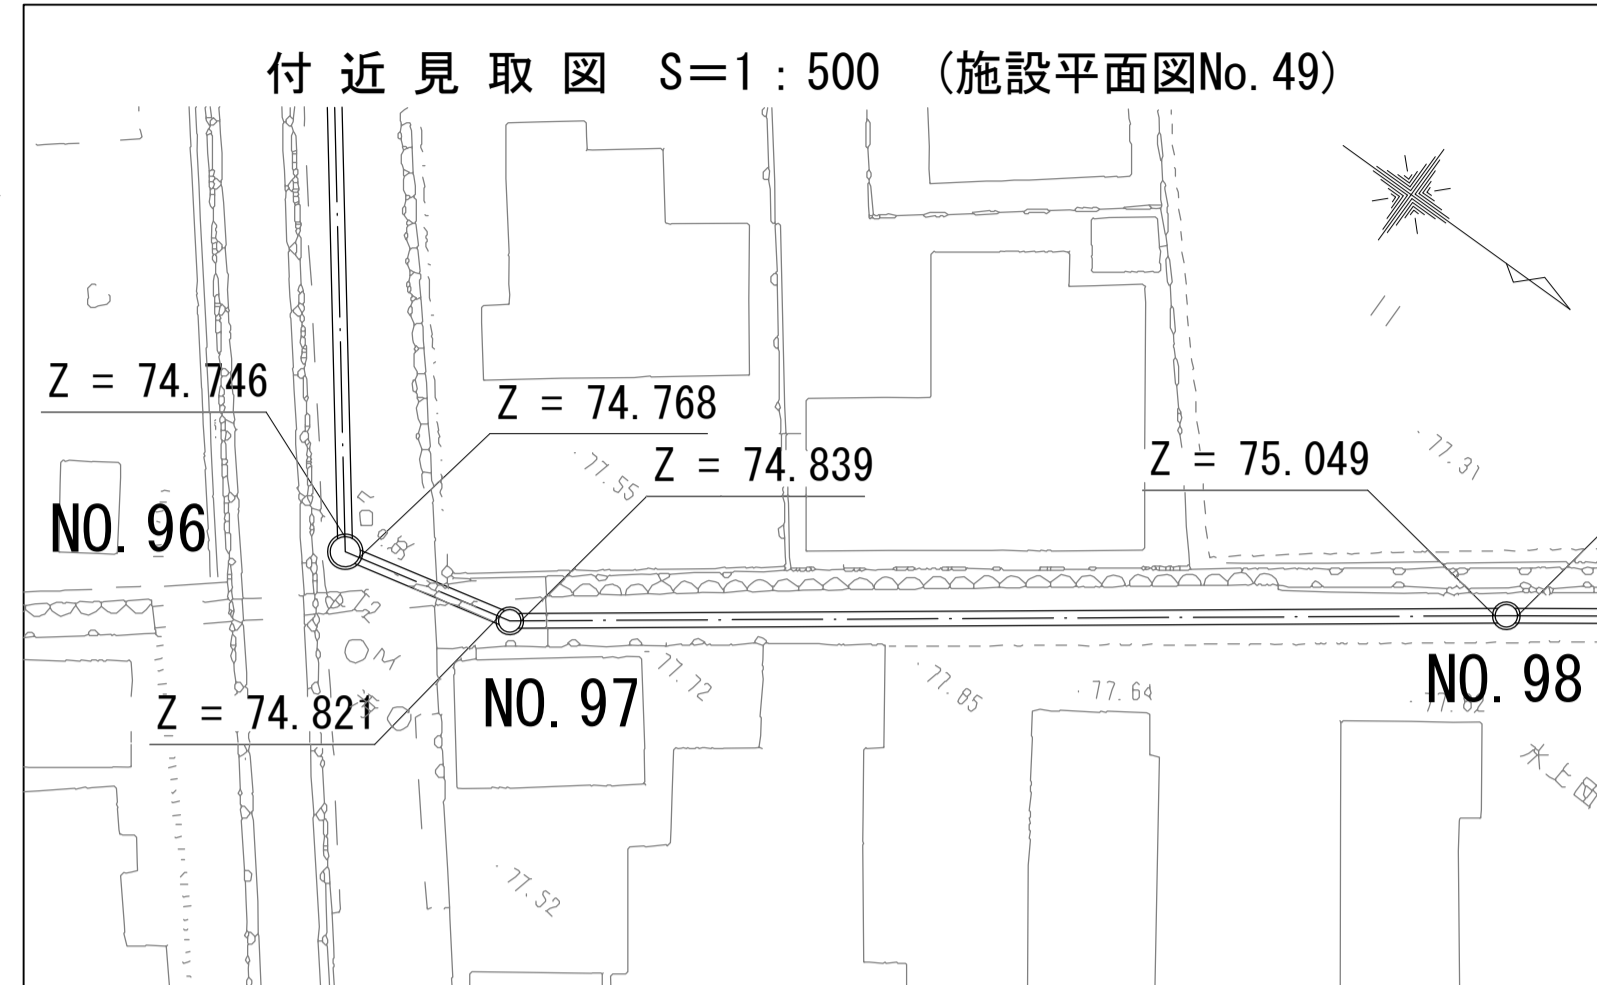 付近見取図 S=1:500 (施設平面図No.49)
Z = 74.746
Z = 74.768
Z = 74.839
Z = 75.049
77.55
77.31
NO.96
NO.97
NO.98
Z = 74.821
77.72
77.85
77.64
77.62
77.52